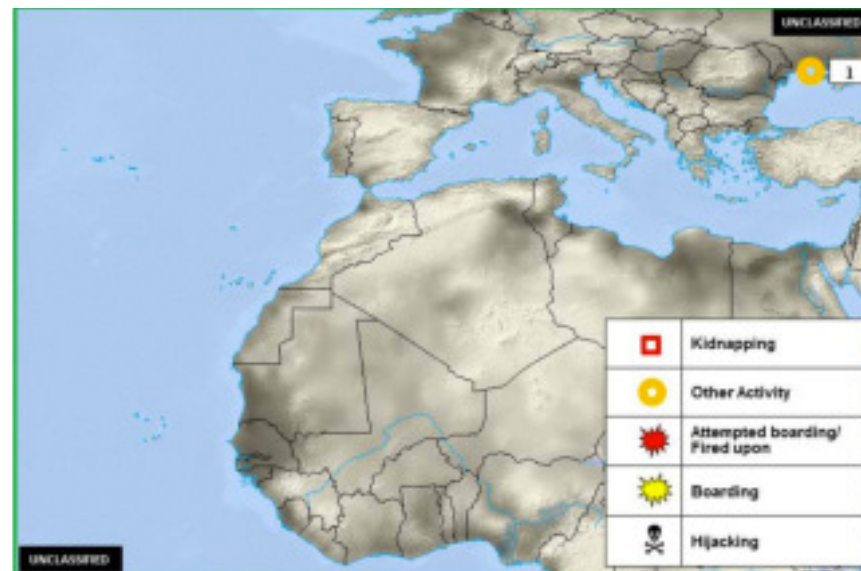 UNCLASSIFIED
1
Kidnapping
Other Activity
Attempted boarding/
Fired upon
Boarding
Hijacking
UNCLASSIFIED